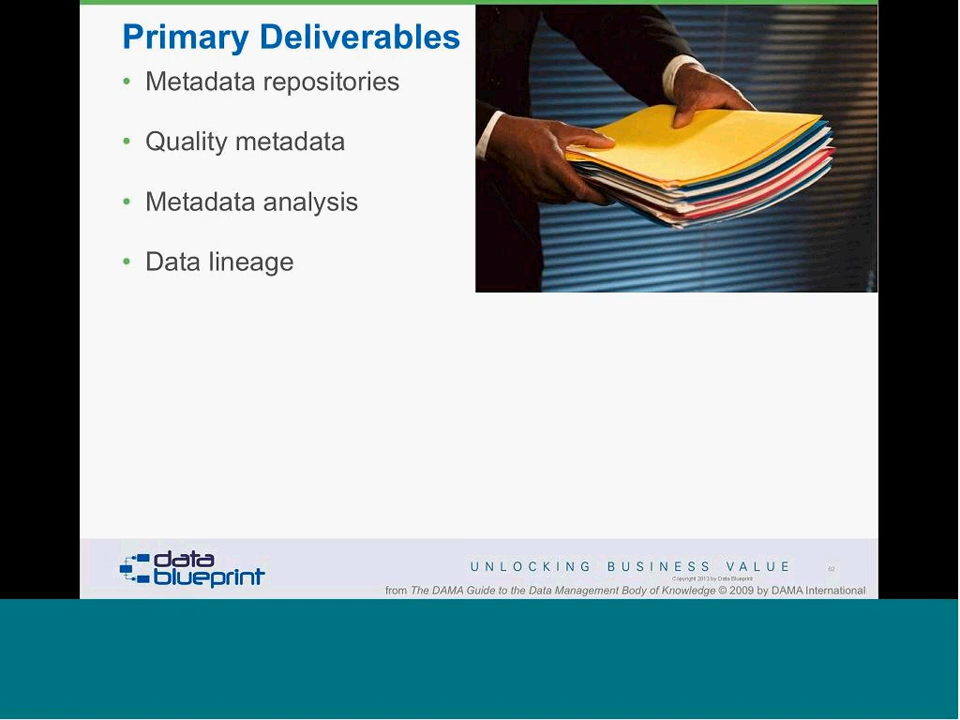 Primary Deliverables
• Metadata repositories
• Quality metadata
• Metadata analysis
• Data lineage
data
blueprint
UNLOCKING BUSINESS VALUE
62
Copyright 2013 by Data Blueprint
from The DAMA Guide to the Data Management Body of Knowledge © 2009 by DAMA International